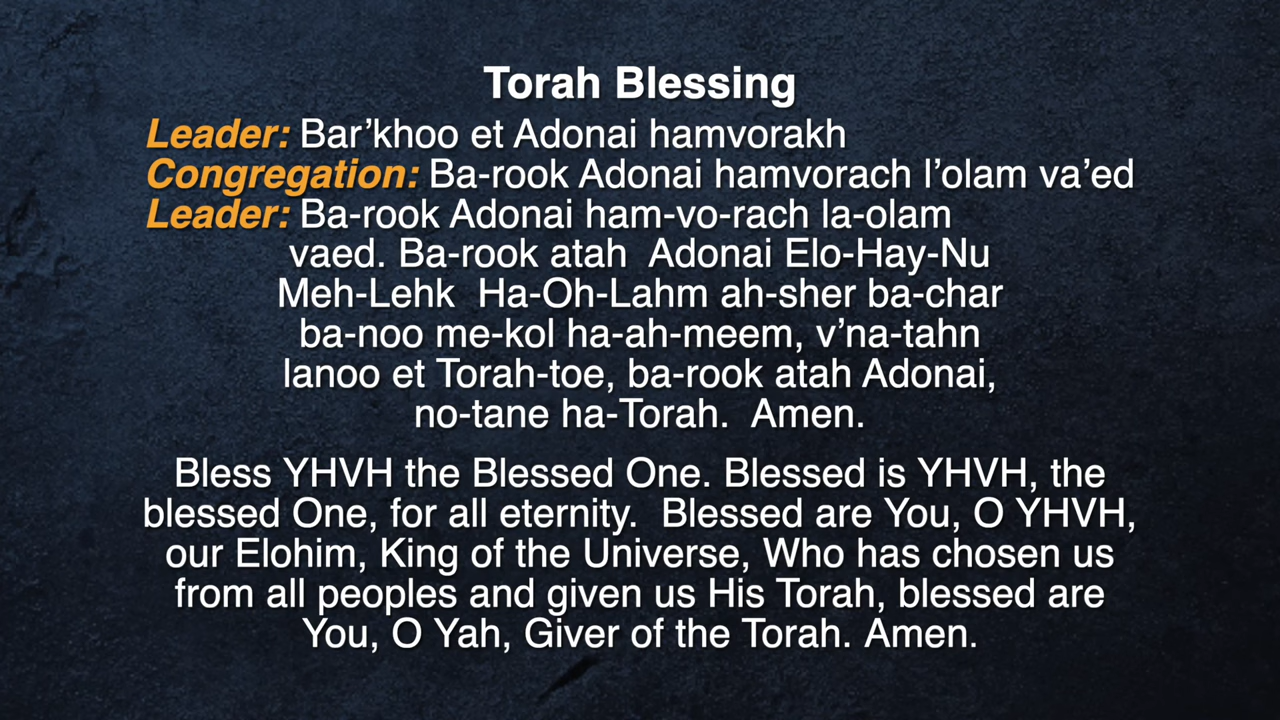 Torah Blessing
Leader: Bar’khoo et Adonai hamvorakh
Congregation: Ba-rook Adonai hamvorach l’olam va’ed
Leader: Ba-rook Adonai ham-vo-rach la-olam
vaed. Ba-rook atah  Adonai Elo-Hay-Nu
Meh-Lehk  Ha-Oh-Lahm ah-sher ba-char
ba-noo me-kol ha-ah-meem, v’na-tahn
lanoo et Torah-toe, ba-rook atah Adonai,
no-tane ha-Torah.  Amen.
Bless YHVH the Blessed One. Blessed is YHVH, the
blessed One, for all eternity.  Blessed are You, O YHVH,
our Elohim, King of the Universe, Who has chosen us
from all peoples and given us His Torah, blessed are
You, O Yah, Giver of the Torah. Amen.